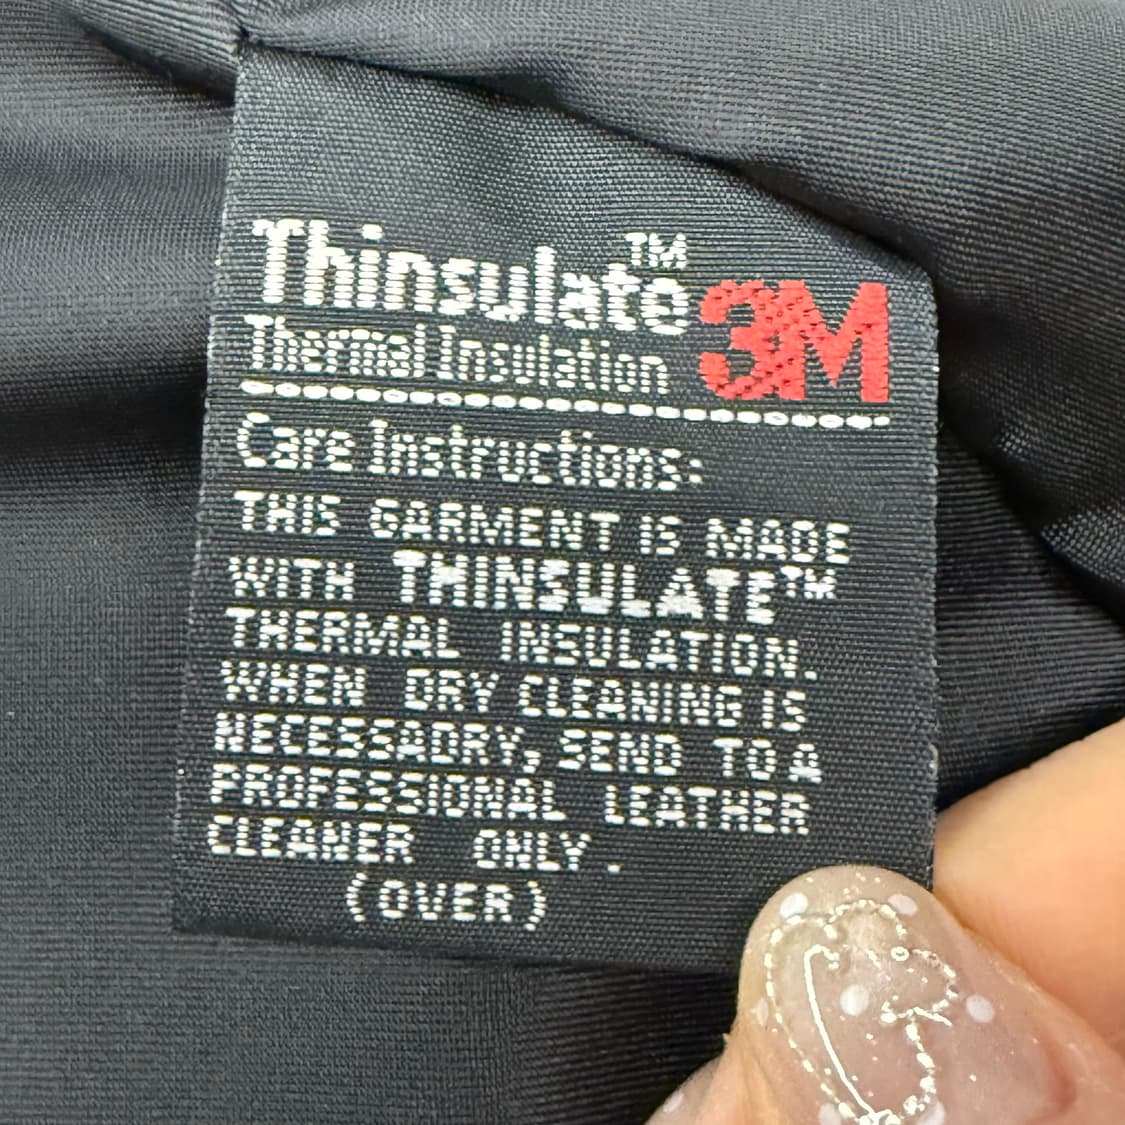 Thinsulate™ 3M
Thermal Insulation
Care Instructions:
THIS GARMENT IS MADE
WITH THINSULATE™
THERMAL INSULATION.
WHEN DRY CLEANING IS
NECESSADRY, SEND TO A
PROFESSIONAL LEATHER
CLEANER ONLY.
(OVER)